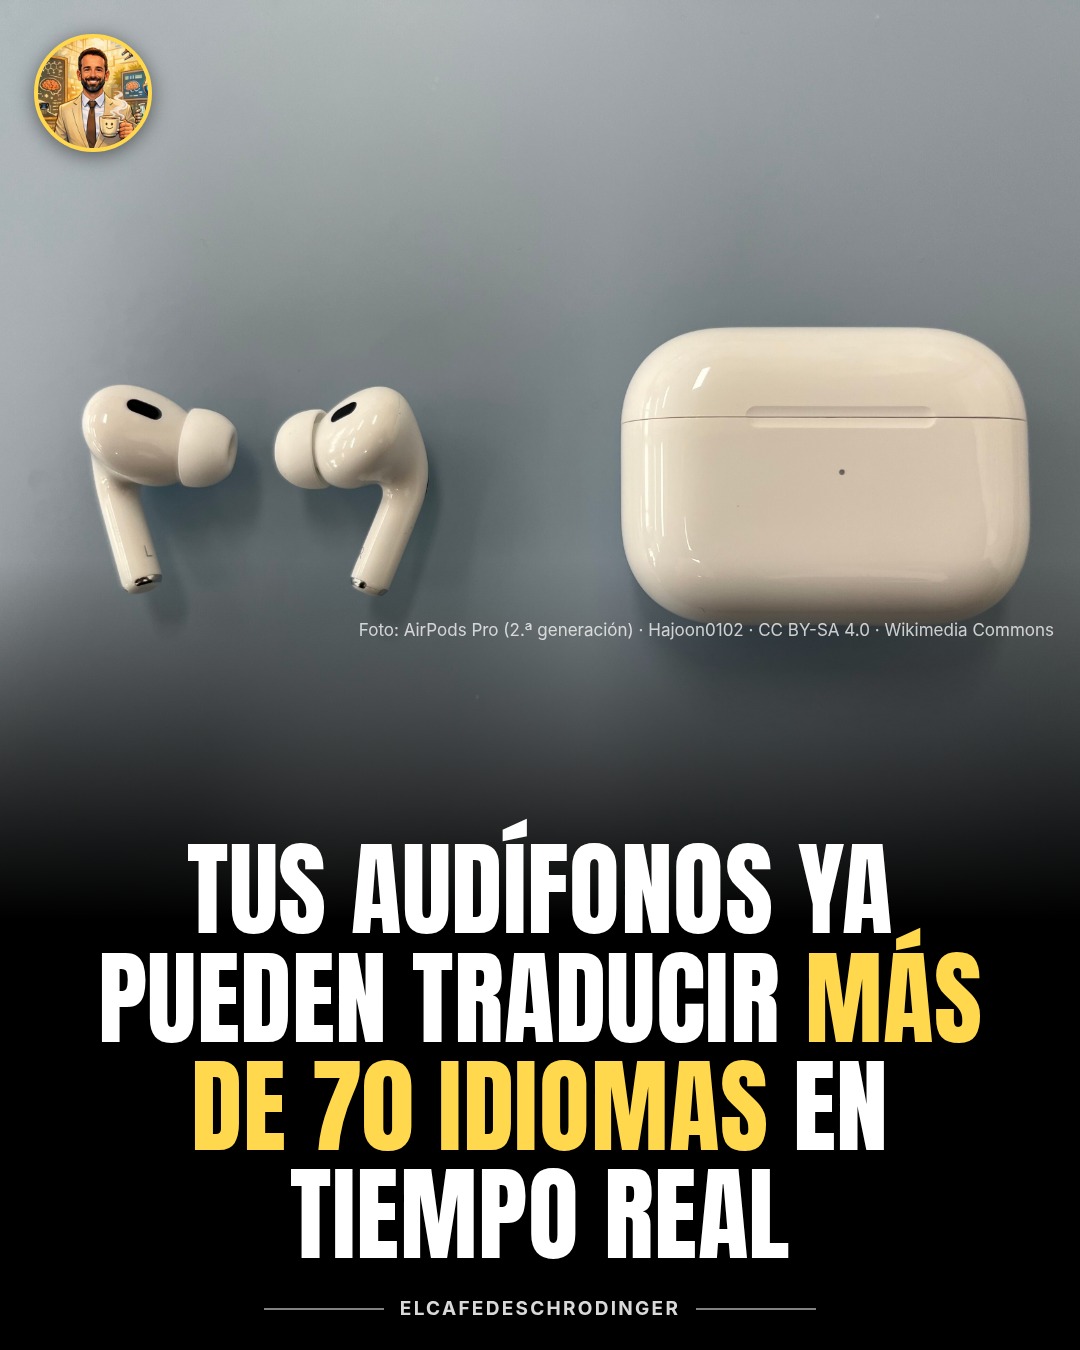 L
Foto: AirPods Pro (2.ª generación) · Hajoon0102 · CC BY-SA 4.0 · Wikimedia Commons
TUS AUDÍFONOS YA
PUEDEN TRADUCIR MÁS
DE 70 IDIOMAS EN
TIEMPO REAL
ELCAFEDESCHRODINGER